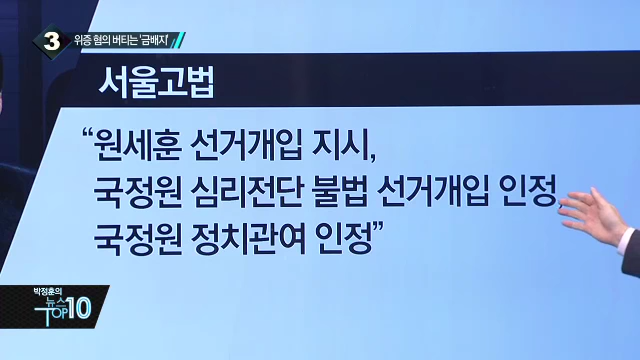 3 위증 혐의 버티는 '금배지'
서울고법
“원세훈 선거개입 지시,
국정원 심리전단 불법 선거개입 인정,
국정원 정치관여 인정”
박정훈의
뉴스
TOP10